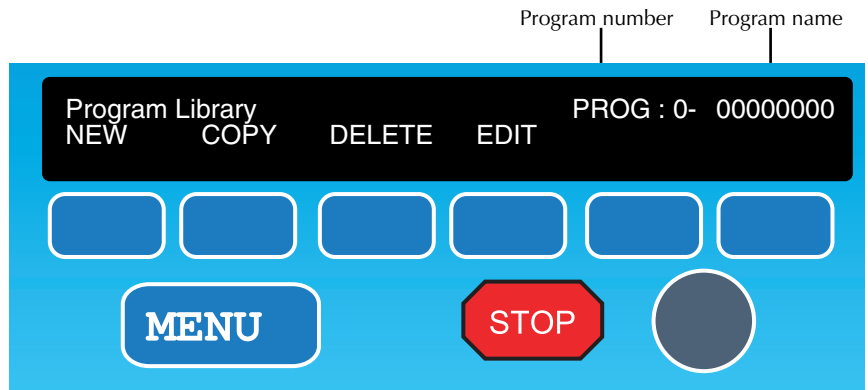 Program number Program name
Program Library PROG : 0- 00000000
NEW COPY DELETE EDIT
MENU STOP